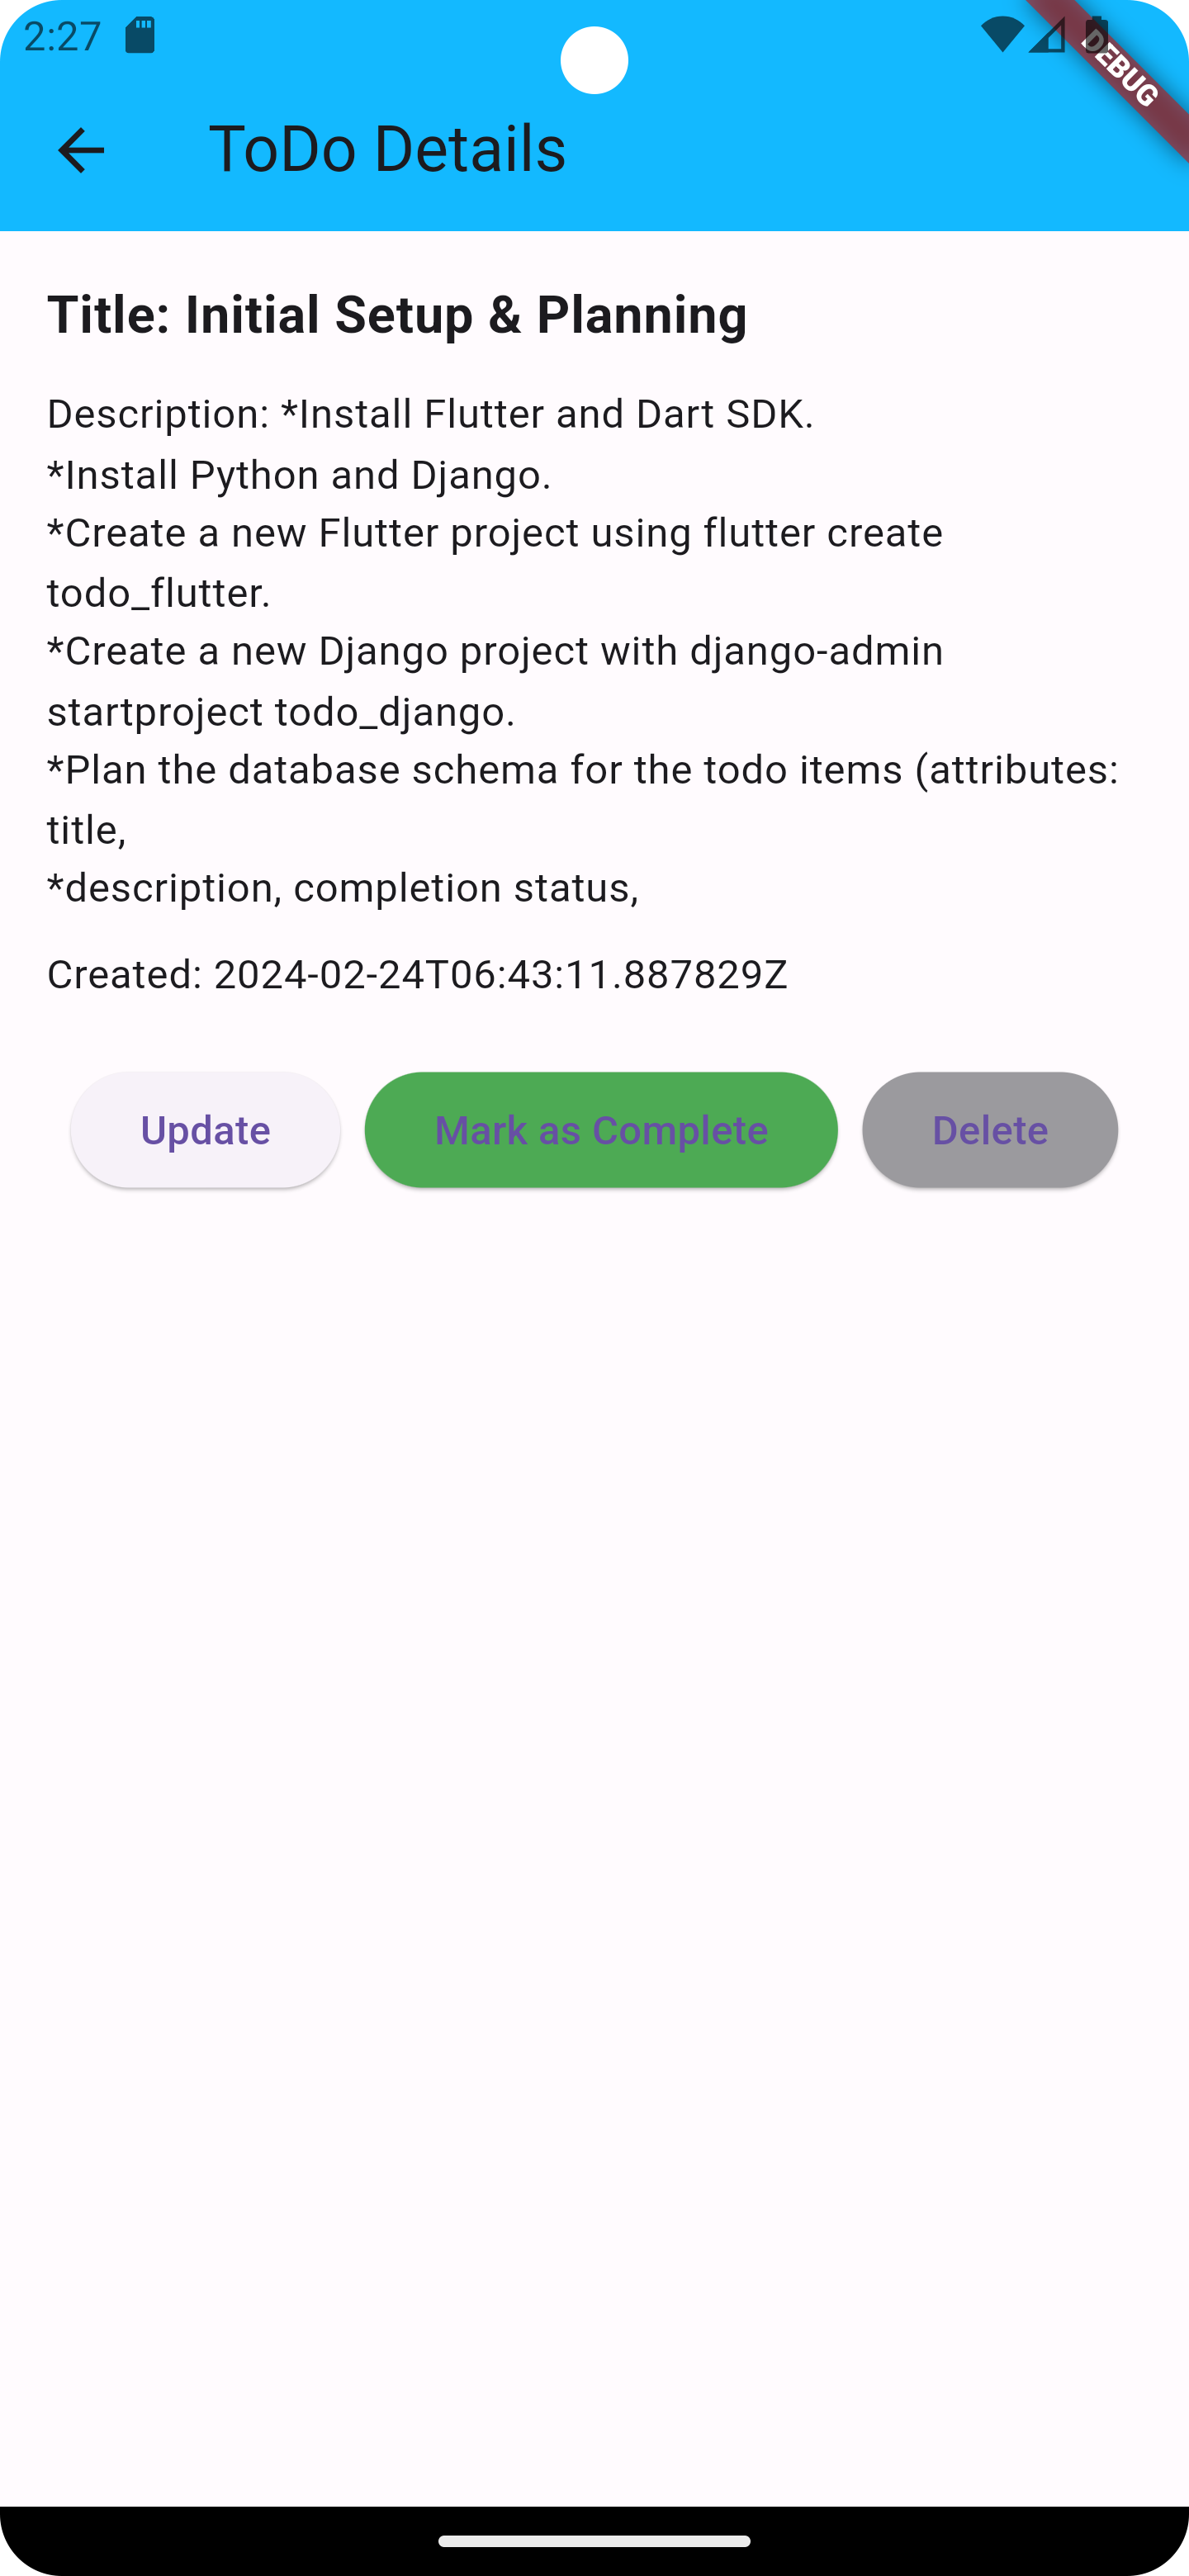 2:27
DEBUG
ToDo Details
Title: Initial Setup & Planning
Description: *Install Flutter and Dart SDK.
*Install Python and Django.
*Create a new Flutter project using flutter create
todo_flutter.
*Create a new Django project with django-admin
startproject todo_django.
*Plan the database schema for the todo items (attributes:
title,
*description, completion status,
Created: 2024-02-24T06:43:11.887829Z
Update
Mark as Complete
Delete